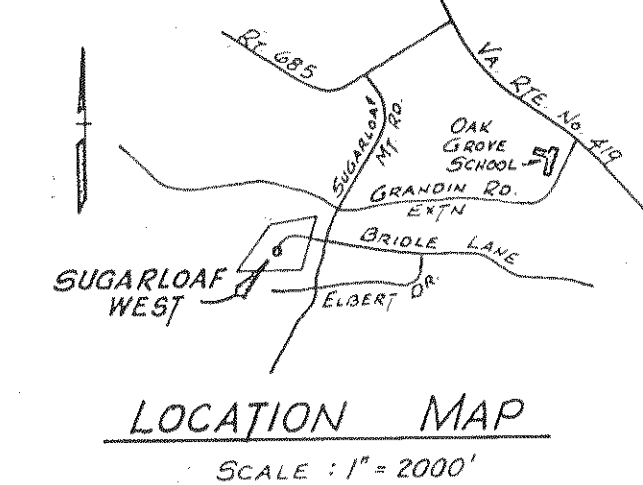 RT. 685
VA. RTE. No. 419
SUGARLOAF
MT. RD.
OAK
GROVE
SCHOOL
GRANDIN RD.
EXTN
BRIDLE LANE
SUGARLOAF
WEST
ELBERT DR.
LOCATION MAP
SCALE : 1" = 2000'